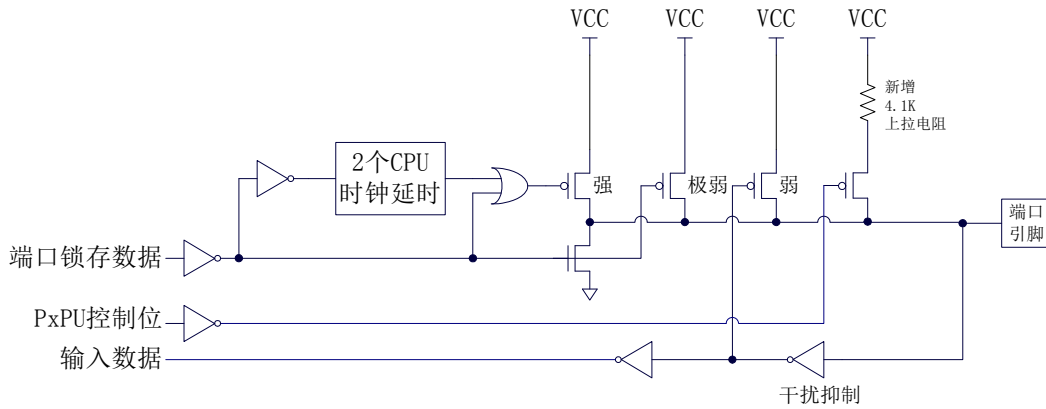 VCC
VCC
VCC
VCC
新增
4.1K
上拉电阻
2个CPU
时钟延时
强
极弱
弱
端口
引脚
端口锁存数据
PxPU控制位
输入数据
干扰抑制